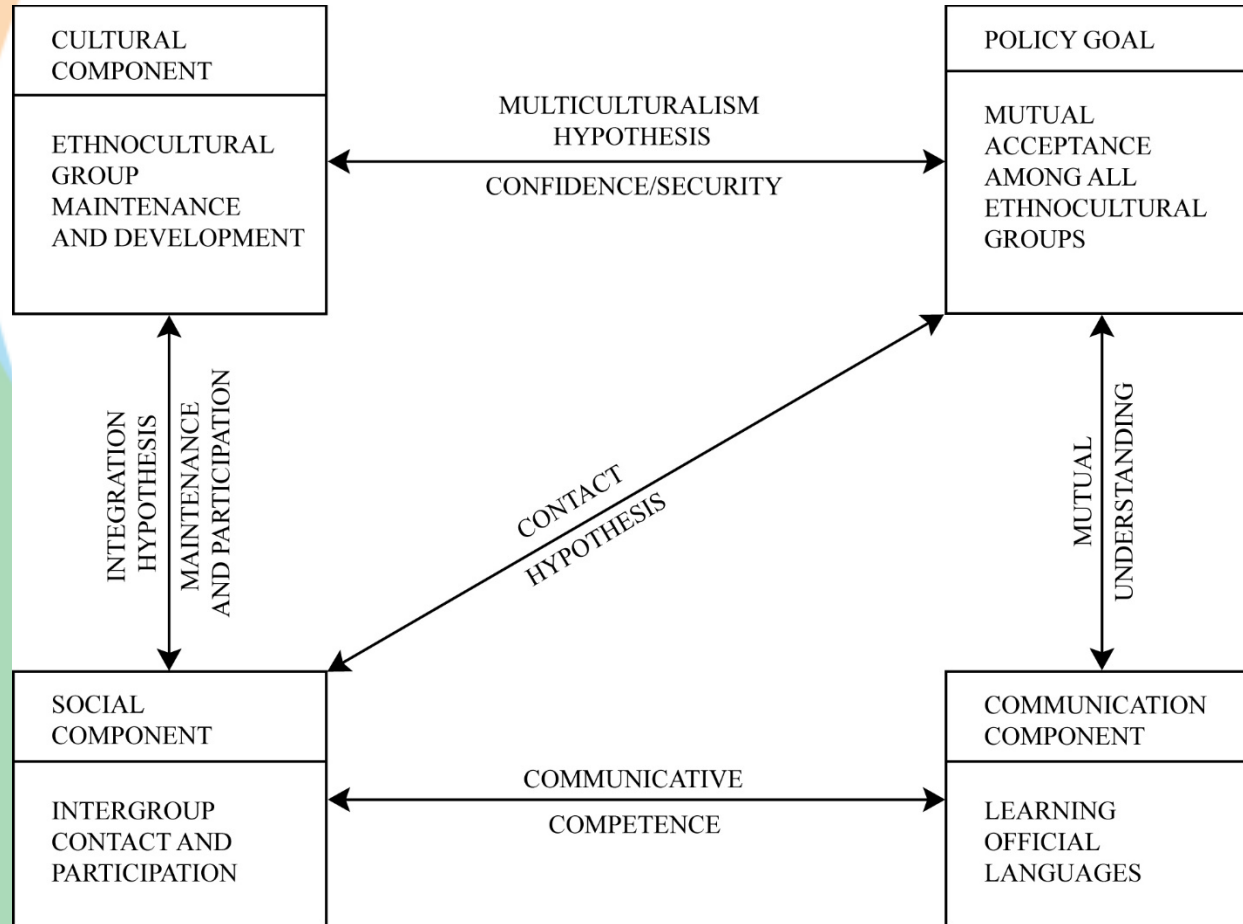 CULTURAL
COMPONENT
ETHNOCULTURAL
GROUP
MAINTENANCE
AND DEVELOPMENT
MULTICULTURALISM
HYPOTHESIS
CONFIDENCE/SECURITY
POLICY GOAL
MUTUAL
ACCEPTANCE
AMONG ALL
ETHNOCULTURAL
GROUPS
INTEGRATION
HYPOTHESIS
MAINTENANCE
AND PARTICIPATION
CONTACT
HYPOTHESIS
MUTUAL
UNDERSTANDING
SOCIAL
COMPONENT
INTERGROUP
CONTACT AND
PARTICIPATION
COMMUNICATIVE
COMPETENCE
COMMUNICATION
COMPONENT
LEARNING
OFFICIAL
LANGUAGES